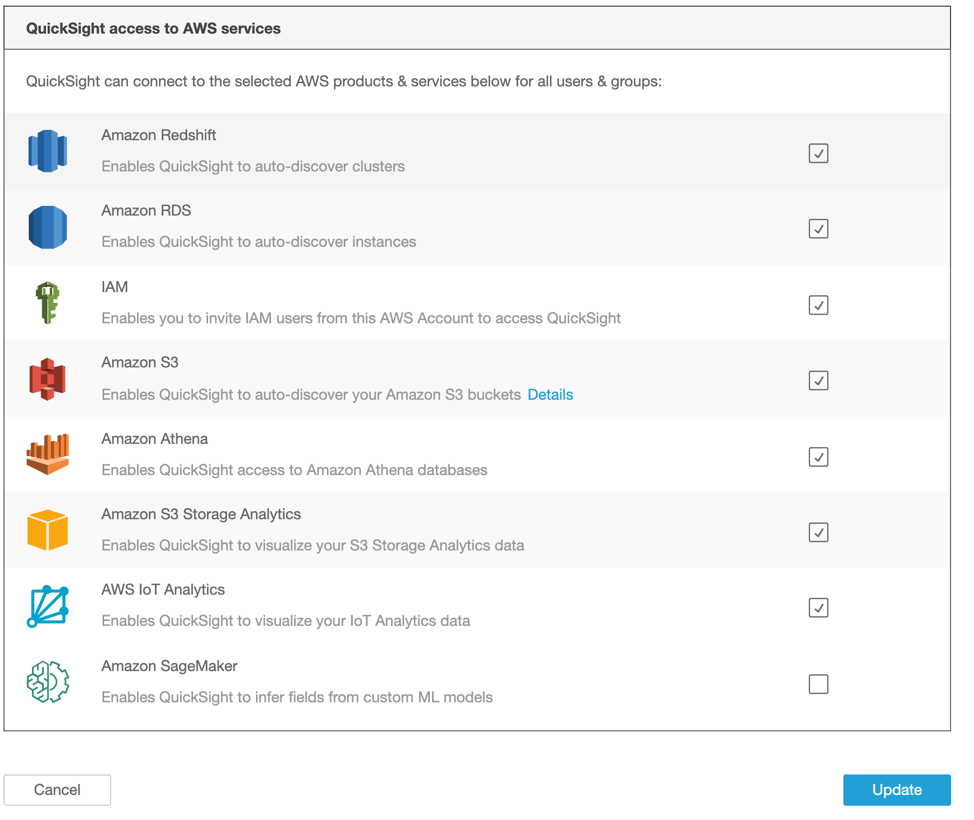 QuickSight access to AWS services
QuickSight can connect to the selected AWS products & services below for all users & groups:
Amazon Redshift
Enables QuickSight to auto-discover clusters
Amazon RDS
Enables QuickSight to auto-discover instances
IAM
Enables you to invite IAM users from this AWS Account to access QuickSight
Amazon S3
Enables QuickSight to auto-discover your Amazon S3 buckets Details
Amazon Athena
Enables QuickSight access to Amazon Athena databases
Amazon S3 Storage Analytics
Enables QuickSight to visualize your S3 Storage Analytics data
AWS IoT Analytics
Enables QuickSight to visualize your IoT Analytics data
Amazon SageMaker
Enables QuickSight to infer fields from custom ML models
Cancel
Update